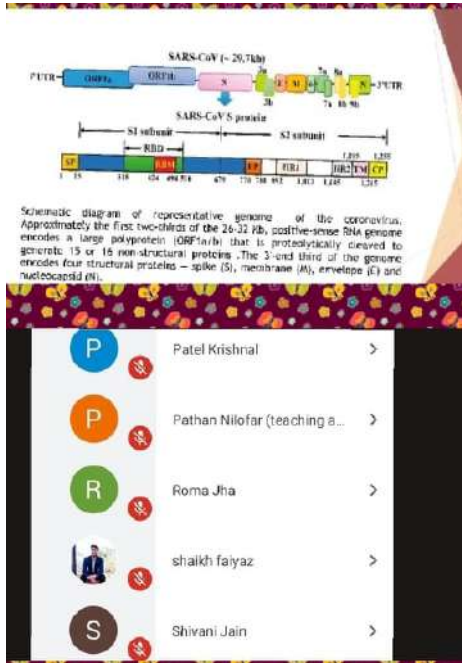 SARS-CoV (~ 29.7kb)
5'UTR
ORF1a
ORF1b
S
3a
E
M
6
7a
8a
N
3'UTR
3b
7a
8b
9b
SARS-CoV S protein
S1 subunit
S2 subunit
RBD
1,195
1,255
SP
RBM
FP
HR1
HR2
TM
CP
1
15
318
424
494
510
679
770
788
892
1,013
1,145
1,215
Schematic diagram of representative genome of the coronavirus.
Approximately the first two-thirds of the 26-32 Kb, positive-sense RNA genome
encodes a large polyprotein (ORF1a/b) that is proteolytically cleaved to
generate 15 or 16 non-structural proteins .The 3'-end third of the genome
encodes four structural proteins – spike (S), membrane (M), envelope (E) and
nucleocapsid (N).
P
Patel Krishnal
P
Pathan Nilofar (teaching a...
R
Roma Jha
shaikh faiyaz
S
Shivani Jain